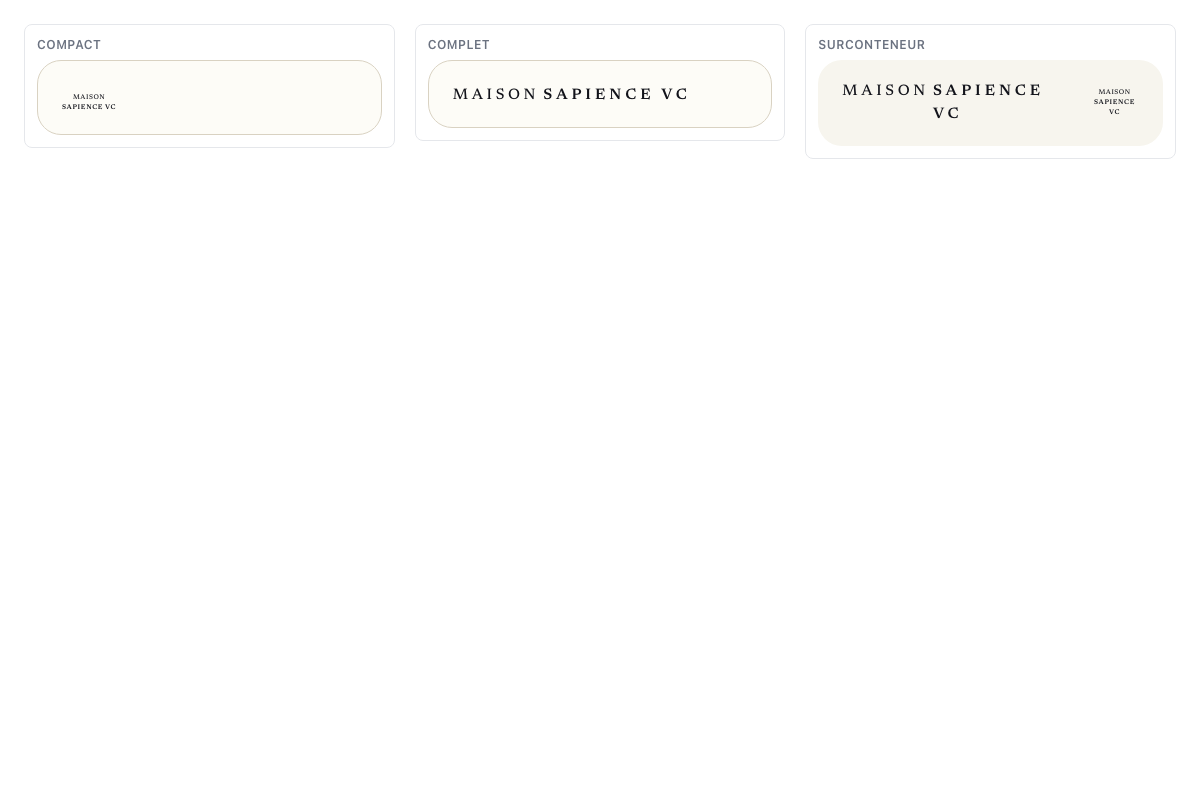 COMPACT
MAISON
SAPIENCE VC
COMPLET
MAISON SAPIENCE VC
SURCONTENEUR
MAISON SAPIENCE
VC
MAISON
SAPIENCE
VC